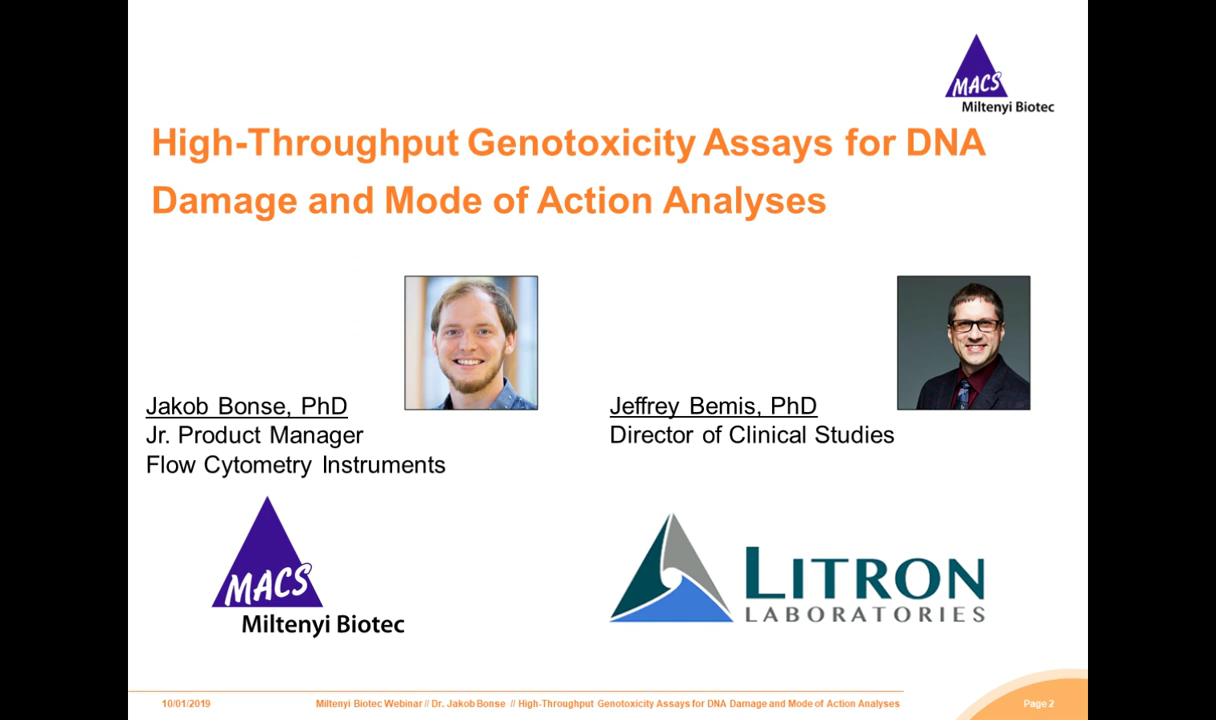 MACS
Miltenyi Biotec
High-Throughput Genotoxicity Assays for DNA
Damage and Mode of Action Analyses
Jakob Bonse, PhD
Jr. Product Manager
Flow Cytometry Instruments
Jeffrey Bemis, PhD
Director of Clinical Studies
MACS
Miltenyi Biotec
LITRON
LABORATORIES
10/01/2019
Miltenyi Biotec Webinar // Dr. Jakob Bonse // High-Throughput Genotoxicity Assays for DNA Damage and Mode of Action Analyses
Page 2